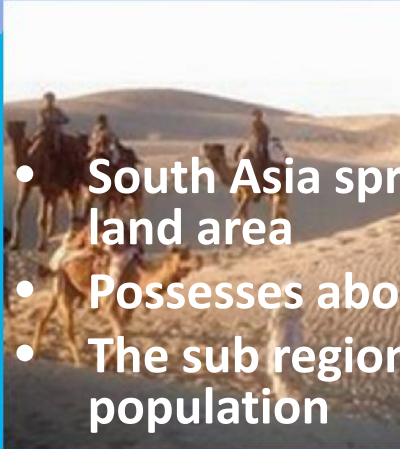 • South Asia spr
land area
• Possesses abo
• The sub region
population